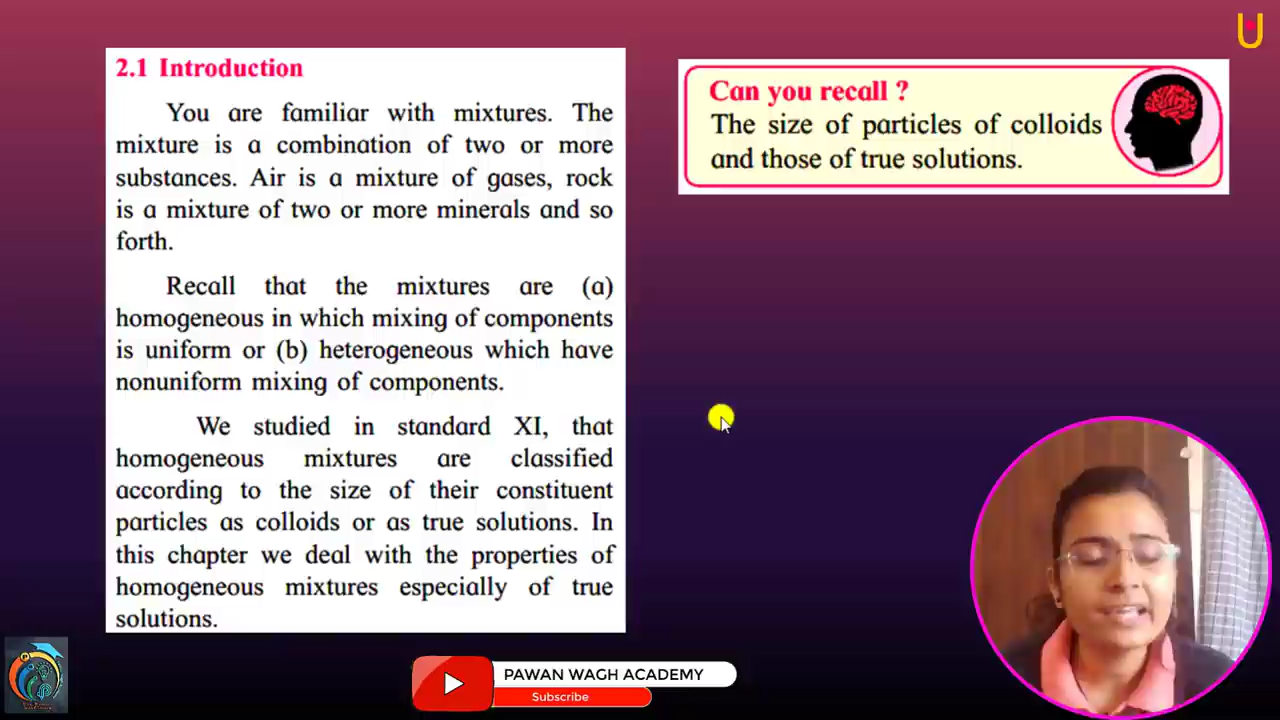 2.1 Introduction
You are familiar with mixtures. The
mixture is a combination of two or more
substances. Air is a mixture of gases, rock
is a mixture of two or more minerals and so
forth.
Recall that the mixtures are (a)
homogeneous in which mixing of components
is uniform or (b) heterogeneous which have
nonuniform mixing of components.
We studied in standard XI, that
homogeneous mixtures are classified
according to the size of their constituent
particles as colloids or as true solutions. In
this chapter we deal with the properties of
homogeneous mixtures especially of true
solutions.
Can you recall ?
The size of particles of colloids
and those of true solutions.
PAWAN WAGH ACADEMY
Subscribe